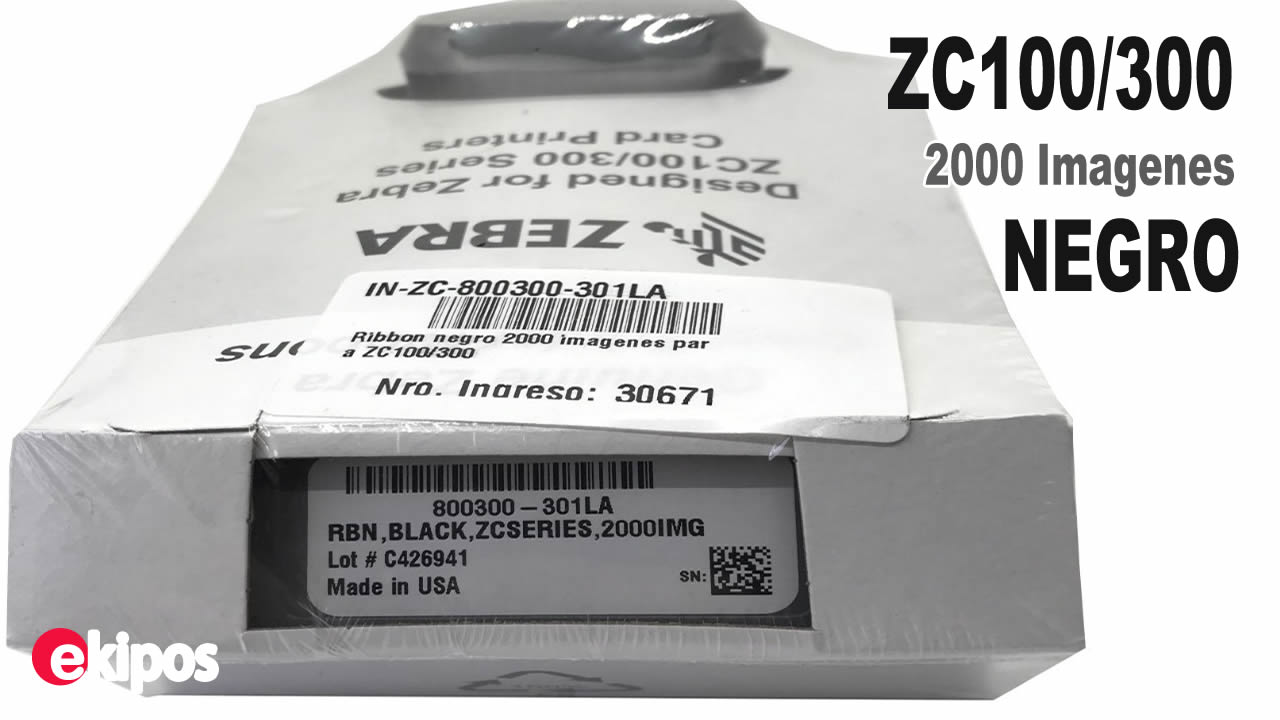 ZC100/300
2000 Imagenes
NEGRO
Card Printers
ZC100/300 Series
Designed for Zebra
ZEBRA
IN-ZC-800300-301LA
Ribbon negro 2000 imagenes par
a ZC100/300
Nro. Ingreso: 30671
800300-301LA
RBN,BLACK,ZCSERIES,2000IMG
Lot # C426941
Made in USA
SN:
ekipos